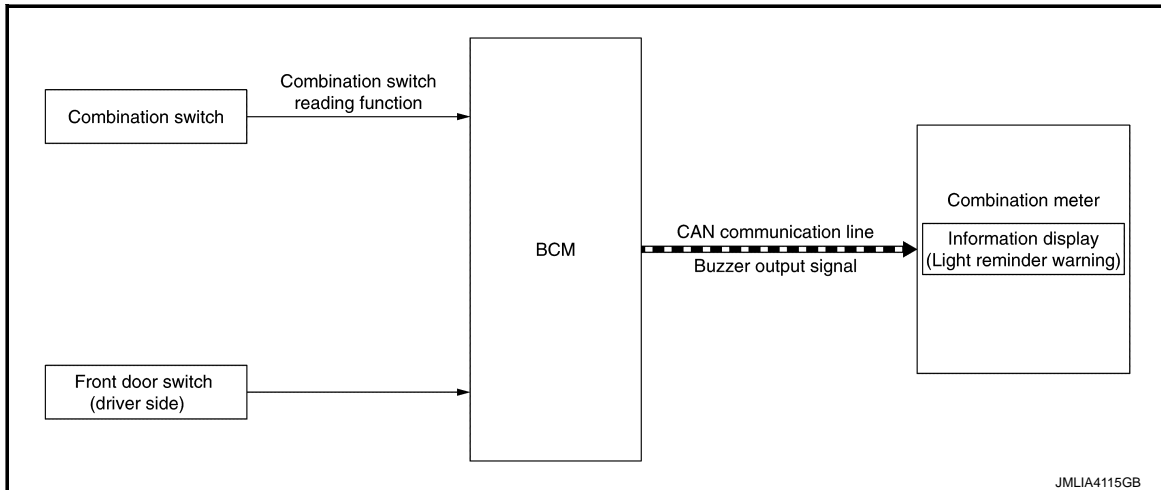 Combination switch
Combination switch
reading function
Front door switch
(driver side)
BCM
CAN communication line
Buzzer output signal
Combination meter
Information display
(Light reminder warning)
JMLIA4115GB